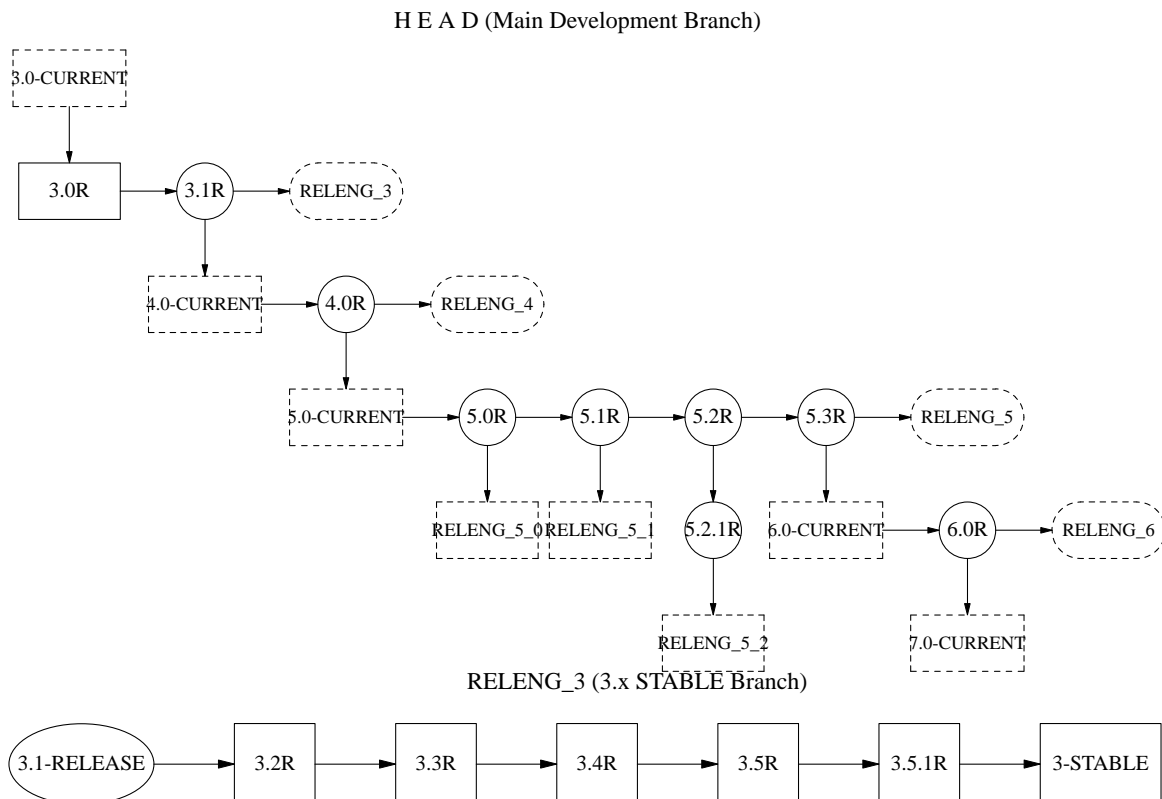 H E A D (Main Development Branch)
3.0-CURRENT
3.0R
3.1R
RELENG_3
4.0-CURRENT
4.0R
RELENG_4
5.0-CURRENT
5.0R
5.1R
5.2R
5.3R
RELENG_5
RELENG_5_0
RELENG_5_1
5.2.1R
6.0-CURRENT
6.0R
RELENG_6
RELENG_5_2
7.0-CURRENT
RELENG_3 (3.x STABLE Branch)
3.1-RELEASE
3.2R
3.3R
3.4R
3.5R
3.5.1R
3-STABLE